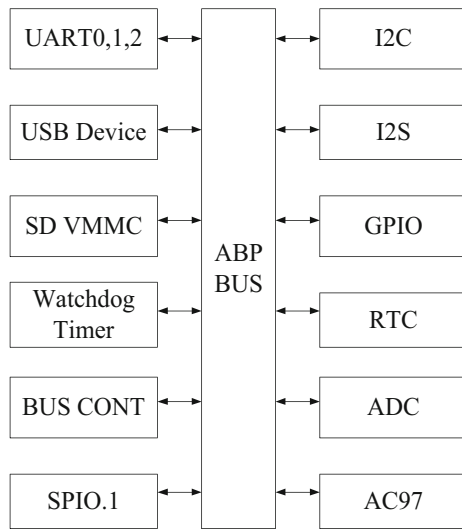 UART0,1,2
I2C
USB Device
I2S
SD VMMC
GPIO
ABP
BUS
Watchdog
Timer
RTC
BUS CONT
ADC
SPIO.1
AC97